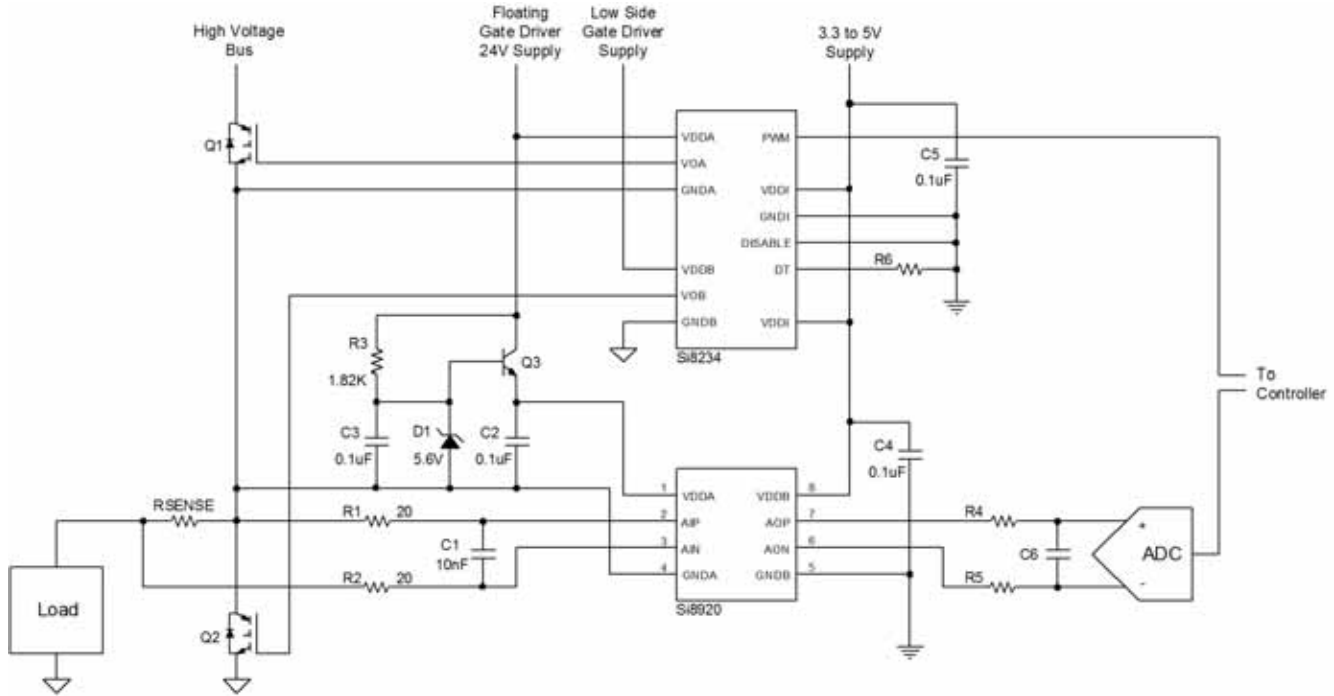 High Voltage
Bus
Floating
Gate Driver
24V Supply
Low Side
Gate Driver
Supply
3.3 to 5V
Supply
Q1
VDDA
VOA
GNDA
VDDB
VOB
GNDB
PWM
VDDI
GNDI
DISABLE
DT
VDDI
Si8234
C5
0.1uF
R6
R3
1.82K
Q3
C3
0.1uF
D1
5.6V
C2
0.1uF
C4
0.1uF
To
Controller
RSENSE
R1 20
C1
10nF
R2 20
1
2
3
4
VDDA
AIP
AIN
GNDA
VDDB
AOP
AON
GNDB
8
7
6
5
Si8920
R4
C6
R5
+
-
ADC
Load
Q2